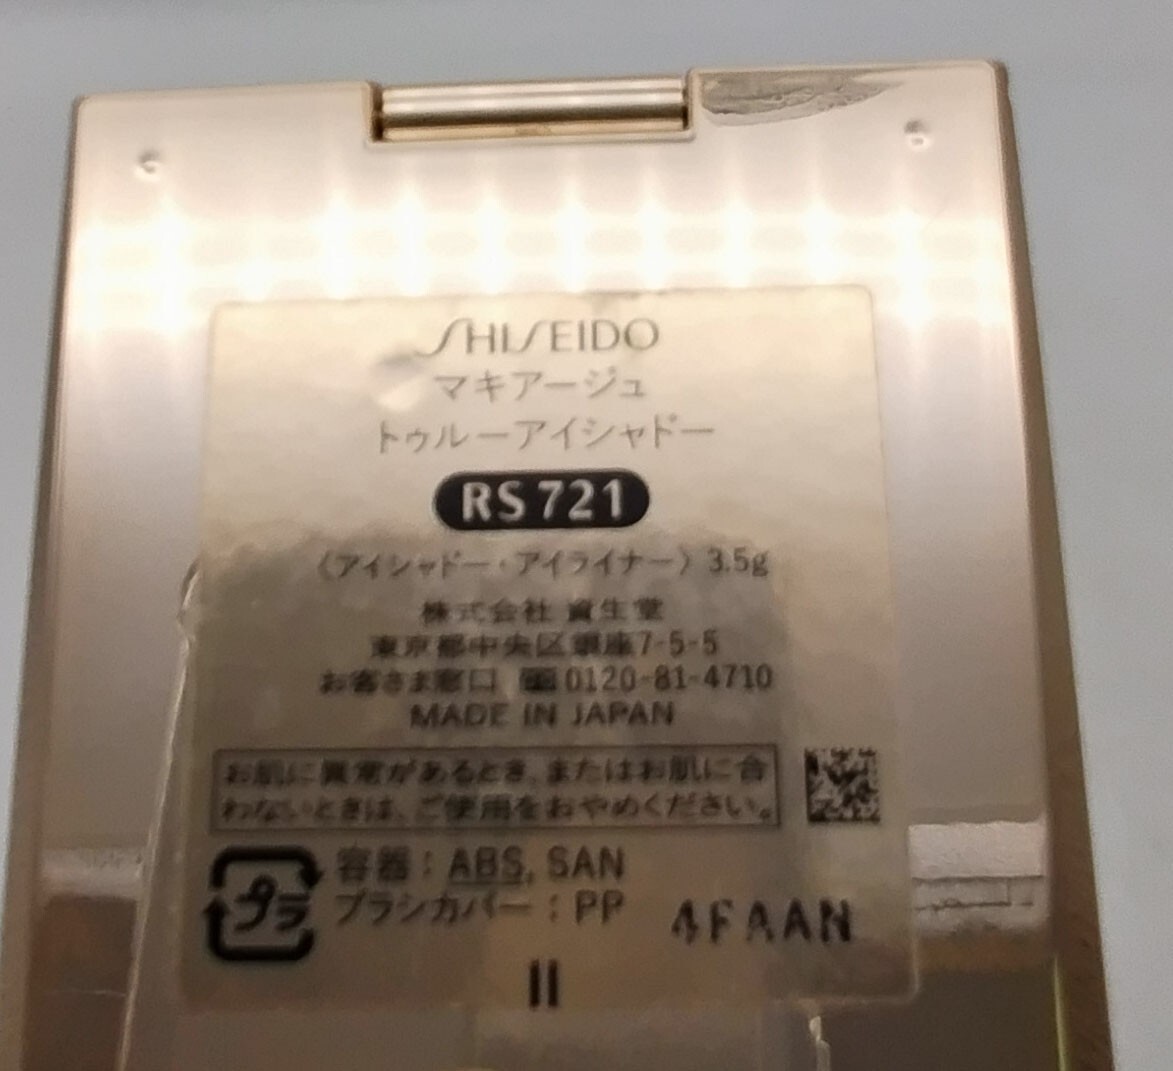 SHISEIDO
マキアージュ
トゥルーアイシャドー
RS 721
〈アイシャドー・アイライナー〉 3.5g
株式会社 資生堂
東京都中央区銀座7-5-5
お客さま窓口 0120-81-4710
MADE IN JAPAN
お肌に異常があるとき、またはお肌に合
わないときは、ご使用をおやめください。
プラ
容器：ABS, SAN
ブラシカバー：PP
4FAAN
II